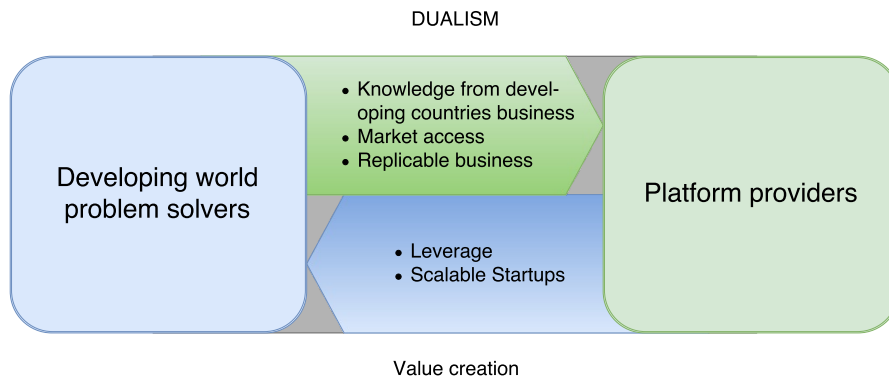 DUALISM
Developing world
problem solvers
• Knowledge from devel-
oping countries business
• Market access
• Replicable business
• Leverage
• Scalable Startups
Platform providers
Value creation